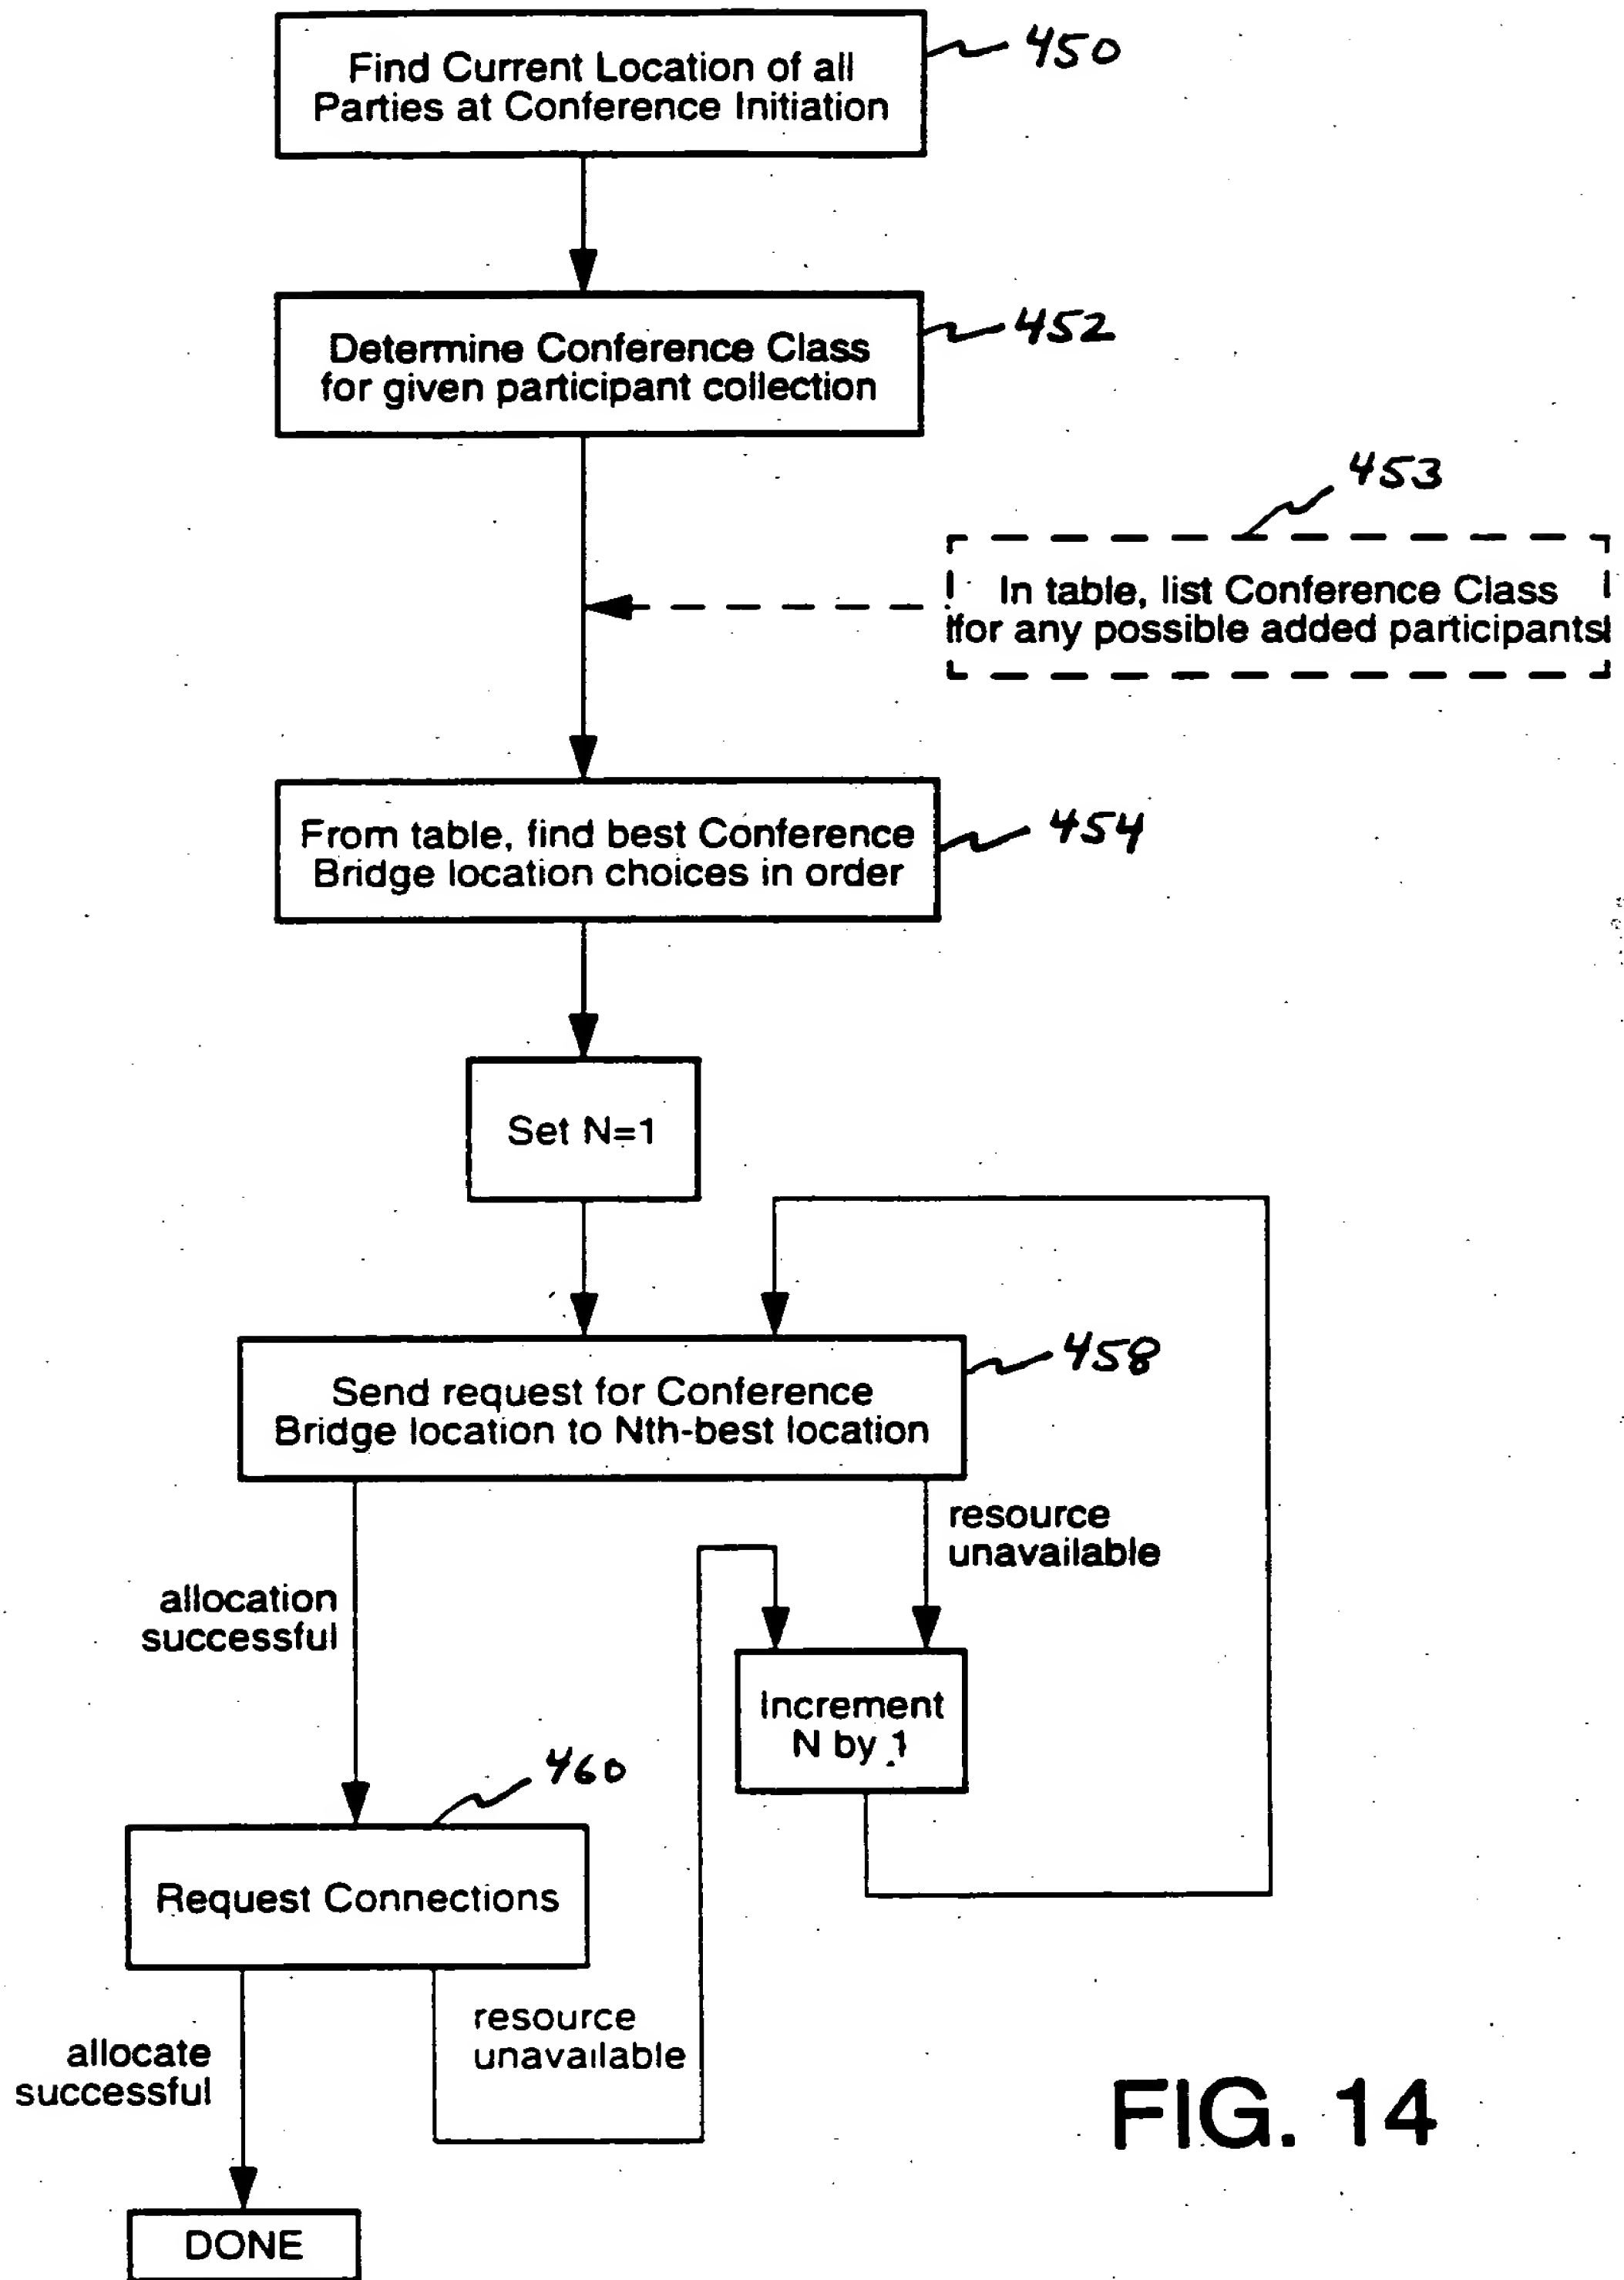 450
Find Current Location of all
Parties at Conference Initiation
452
Determine Conference Class
for given participant collection
453
In table, list Conference Class
for any possible added participants
454
From table, find best Conference
Bridge location choices in order
Set N=1
458
Send request for Conference
Bridge location to Nth-best location
resource
unavailable
allocation
successful
Increment
N by 1
460
Request Connections
resource
unavailable
allocate
successful
FIG. 14
DONE